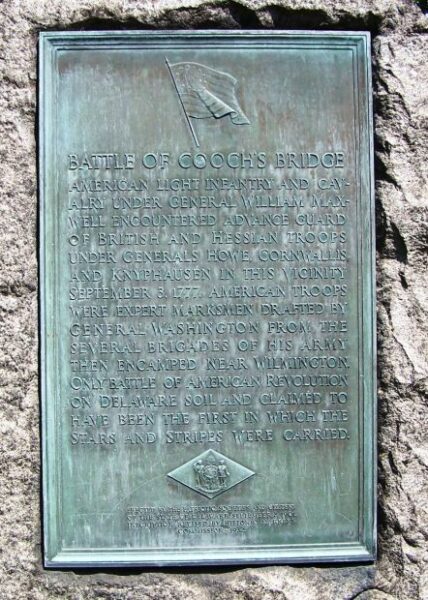 BATTLE OF COOCH'S BRIDGE
AMERICAN LIGHT INFANTRY AND CAV-
ALRY UNDER GENERAL WILLIAM MAX-
WELL ENCOUNTERED ADVANCE GUARD
OF BRITISH AND HESSIAN TROOPS
UNDER GENERALS HOWE, CORNWALLIS,
AND KNYPHAUSEN IN THIS VICINITY
SEPTEMBER 3, 1777. AMERICAN TROOPS
WERE EXPERT MARKSMEN DRAFTED BY
GENERAL WASHINGTON FROM THE
SEVERAL BRIGADES OF HIS ARMY
THEN ENCAMPED NEAR WILMINGTON.
ONLY BATTLE OF AMERICAN REVOLUTION
ON DELAWARE SOIL AND CLAIMED TO
HAVE BEEN THE FIRST IN WHICH THE
STARS AND STRIPES WERE CARRIED.